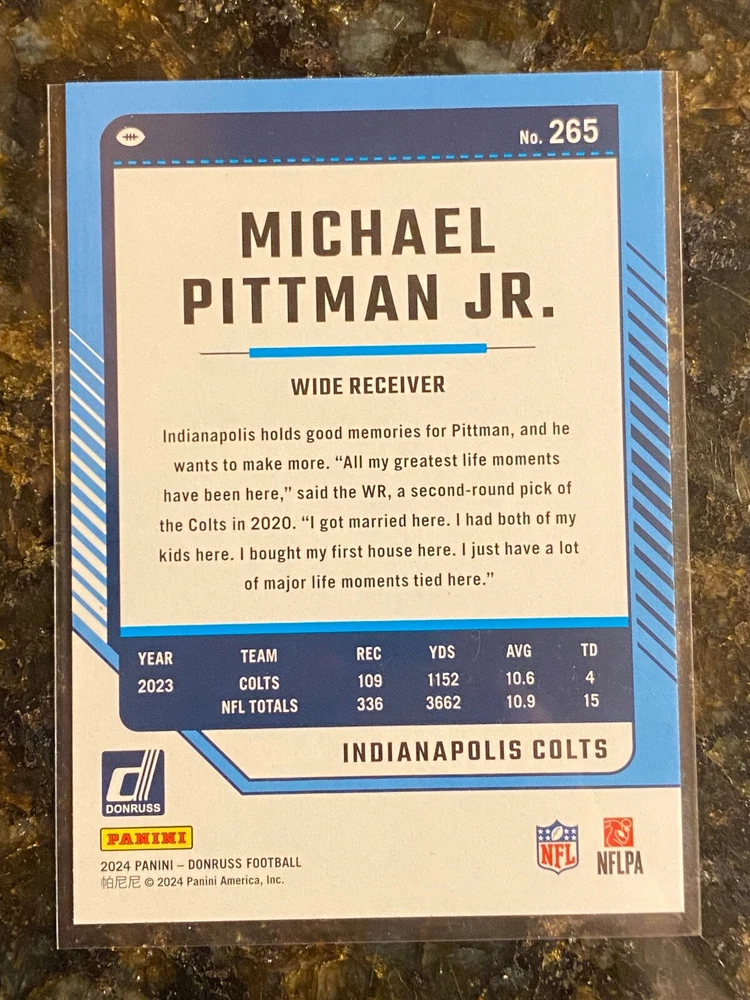 No. 265
MICHAEL
PITTMAN JR.
WIDE RECEIVER
Indianapolis holds good memories for Pittman, and he
wants to make more. “All my greatest life moments
have been here,” said the WR, a second-round pick of
the Colts in 2020. “I got married here. I had both of my
kids here. I bought my first house here. I just have a lot
of major life moments tied here.”
YEAR TEAM REC YDS AVG TD
2023 COLTS 109 1152 10.6 4
NFL TOTALS 336 3662 10.9 15
INDIANAPOLIS COLTS
d
DONRUSS
PANINI
2024 PANINI – DONRUSS FOOTBALL
帕尼尼 © 2024 Panini America, Inc.
NFL
NFLPA